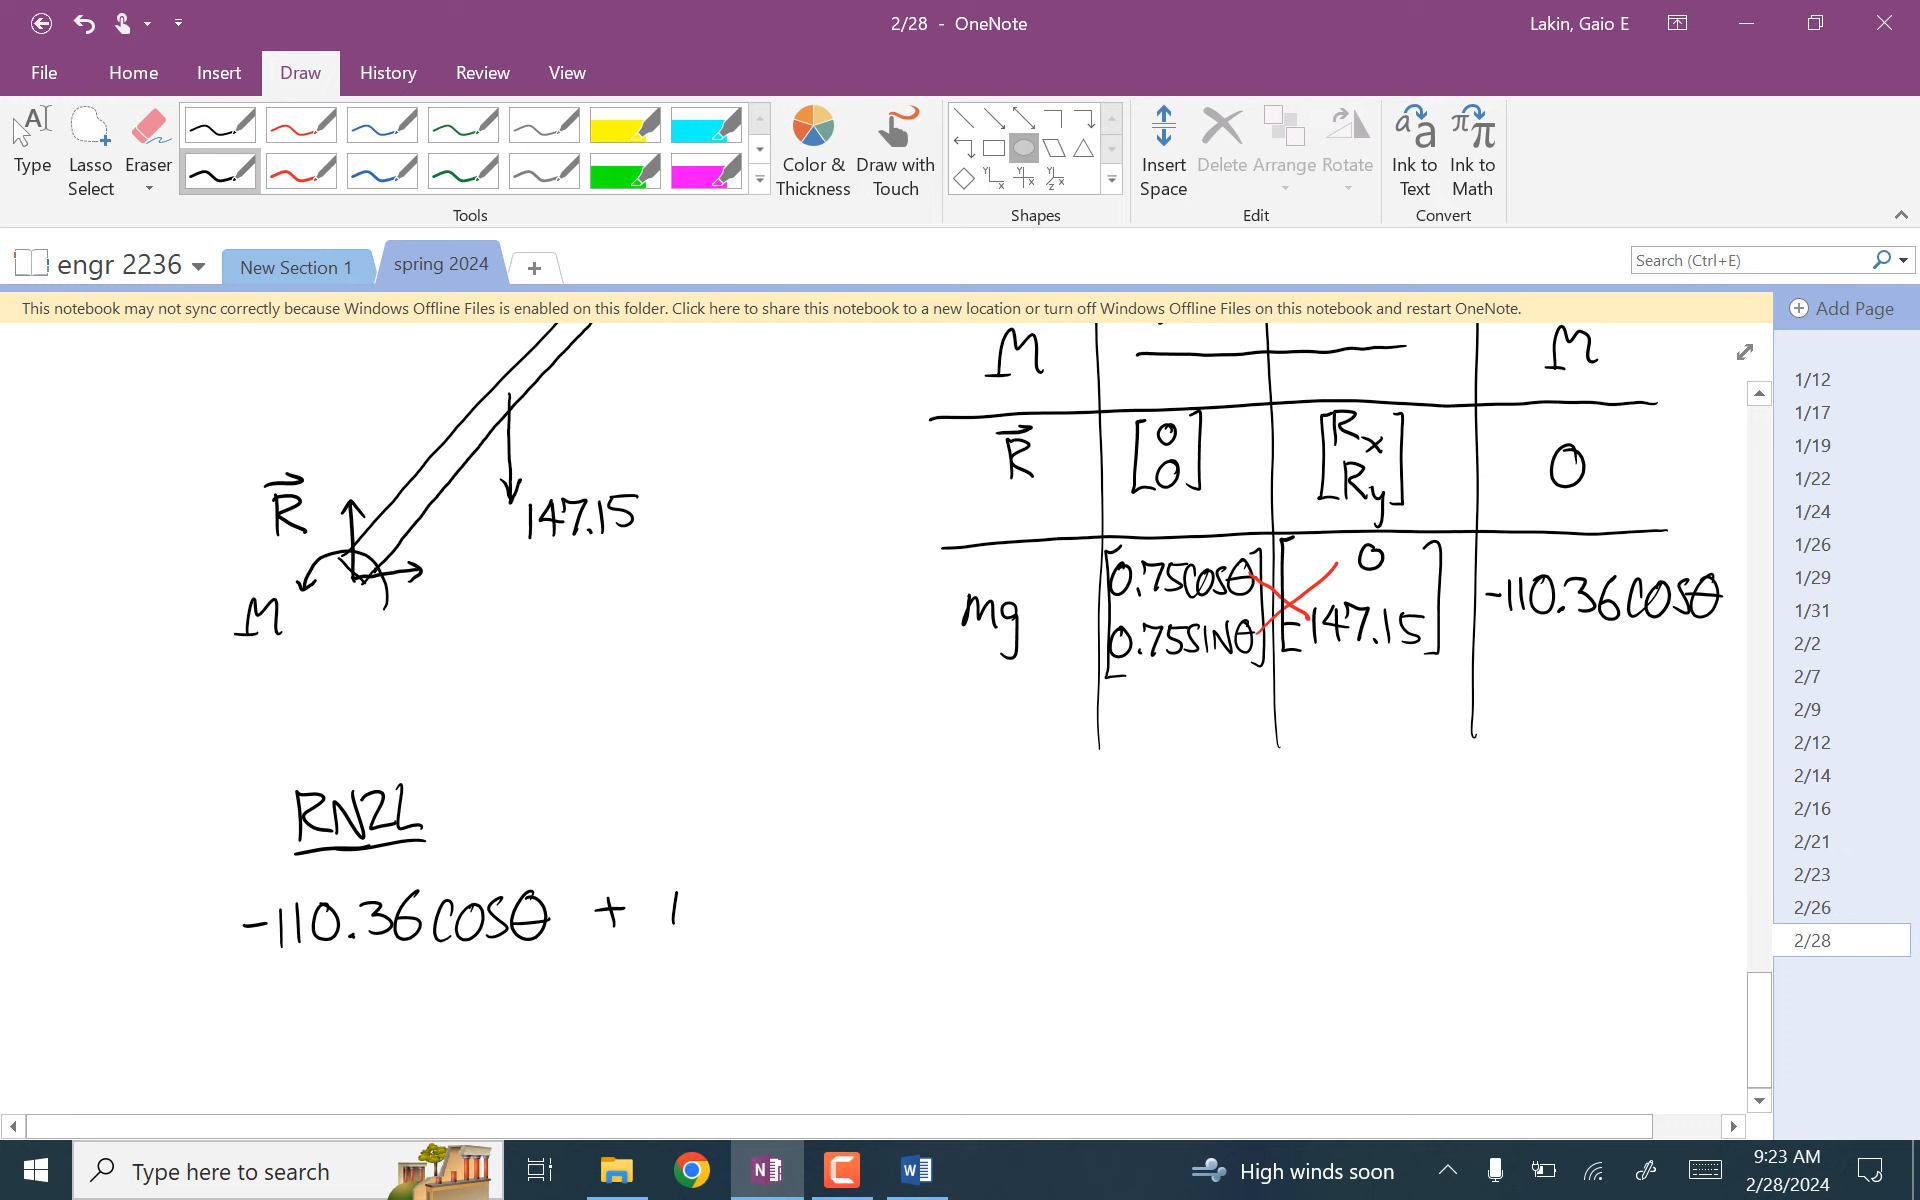 2/28 - OneNote
Lakin, Gaio E
File
Home
Insert
Draw
History
Review
View
Type
Lasso
Select
Eraser
Color &
Thickness
Draw with
Touch
Insert
Space
Delete
Arrange
Rotate
Ink to
Text
Ink to
Math
Tools
Shapes
Edit
Convert
engr 2236
New Section 1
spring 2024
Search (Ctrl+E)
This notebook may not sync correctly because Windows Offline Files is enabled on this folder. Click here to share this notebook to a new location or turn off Windows Offline Files on this notebook and restart OneNote.
Add Page
1/12
1/17
1/19
1/22
1/24
1/26
1/29
1/31
2/2
2/7
2/9
2/12
2/14
2/16
2/21
2/23
2/26
2/28
M M
R [0 0] [Rx Ry] 0
mg [0.75cosθ 0.75sinθ] [0 -147.15] -110.36cosθ
R
147.15
M
RN2L
-110.36cosθ +
Type here to search
High winds soon
9:23 AM
2/28/2024